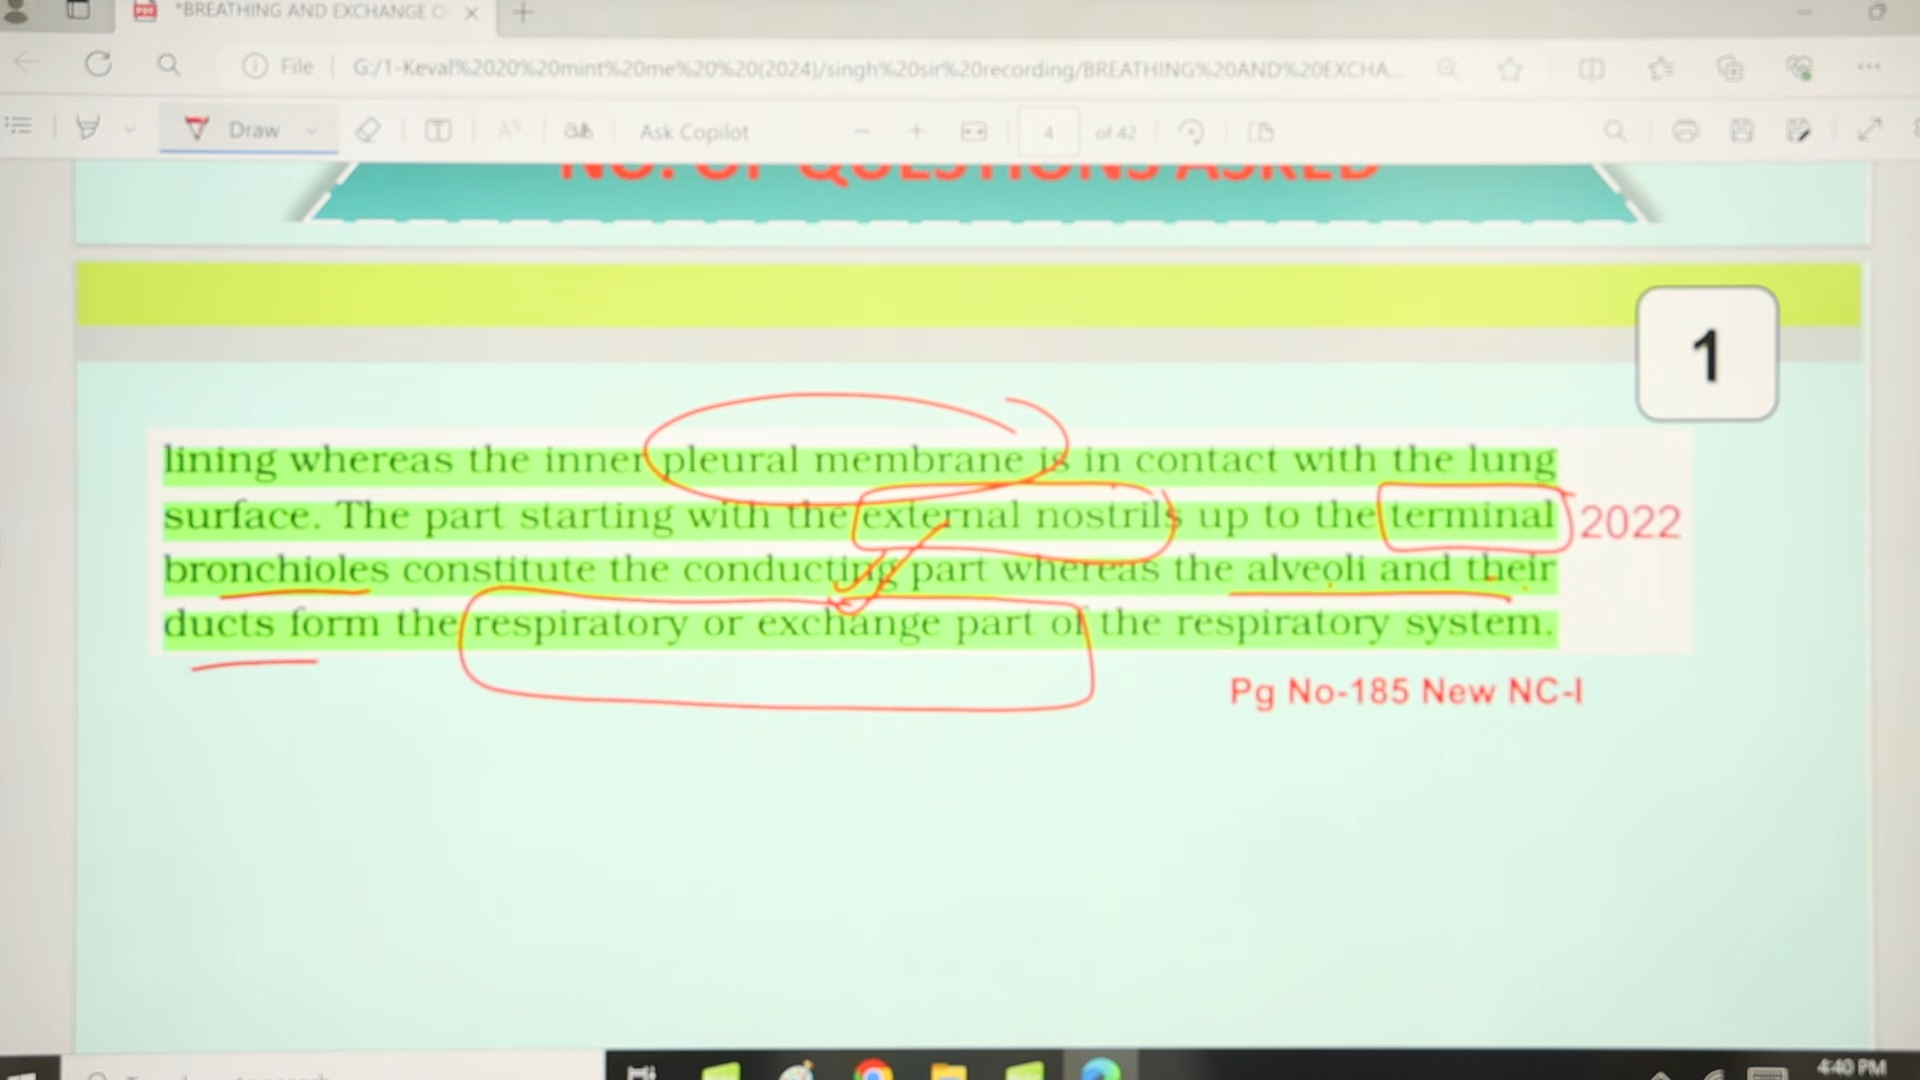 *BREATHING AND EXCHANGE O
File
G:/1-Keval%2020%20mint%20me%20%20(2024)/singh%20sir%20recording/BREATHING%20AND%20EXCHA...
Draw
Ask Copilot
4
of 42
NO. OF QUESTIONS ASKED
1
lining whereas the inner pleural membrane is in contact with the lung
surface. The part starting with the external nostrils up to the terminal
2022
bronchioles constitute the conducting part whereas the alveoli and their
ducts form the respiratory or exchange part of the respiratory system.
Pg No-185 New NC-I
4:40 PM